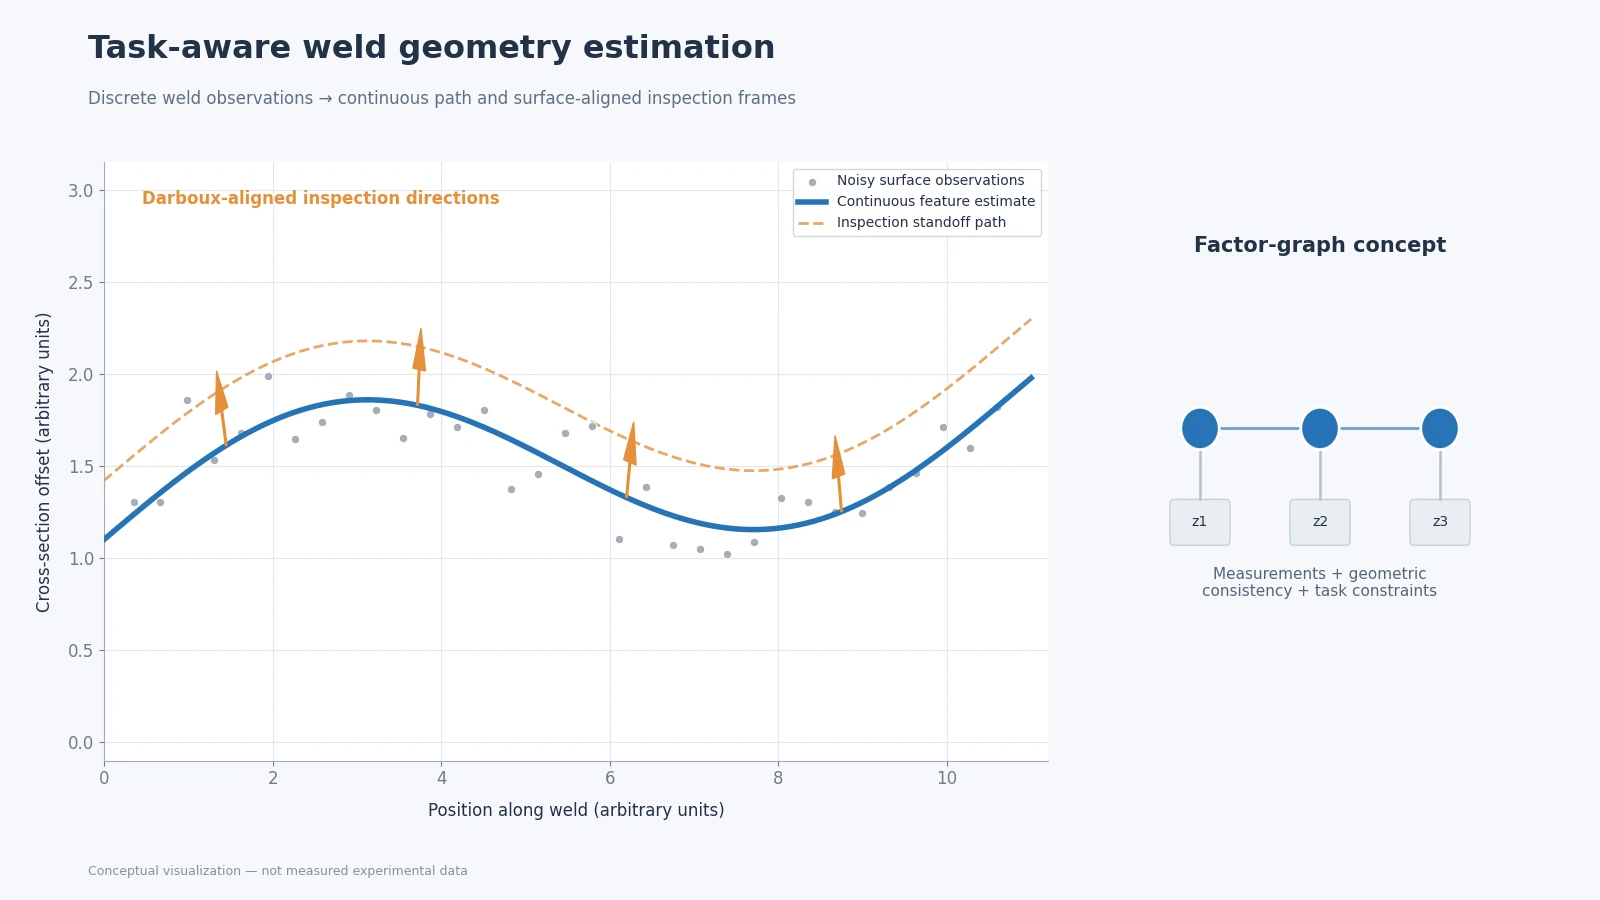 Task-aware weld geometry estimation
Discrete weld observations → continuous path and surface-aligned inspection frames
Darboux-aligned inspection directions
Noisy surface observations
Continuous feature estimate
Inspection standoff path
3.0
2.5
2.0
1.5
1.0
0.5
0.0
Cross-section offset (arbitrary units)
0 2 4 6 8 10
Position along weld (arbitrary units)
Factor-graph concept
z1 z2 z3
Measurements + geometric
consistency + task constraints
Conceptual visualization — not measured experimental data